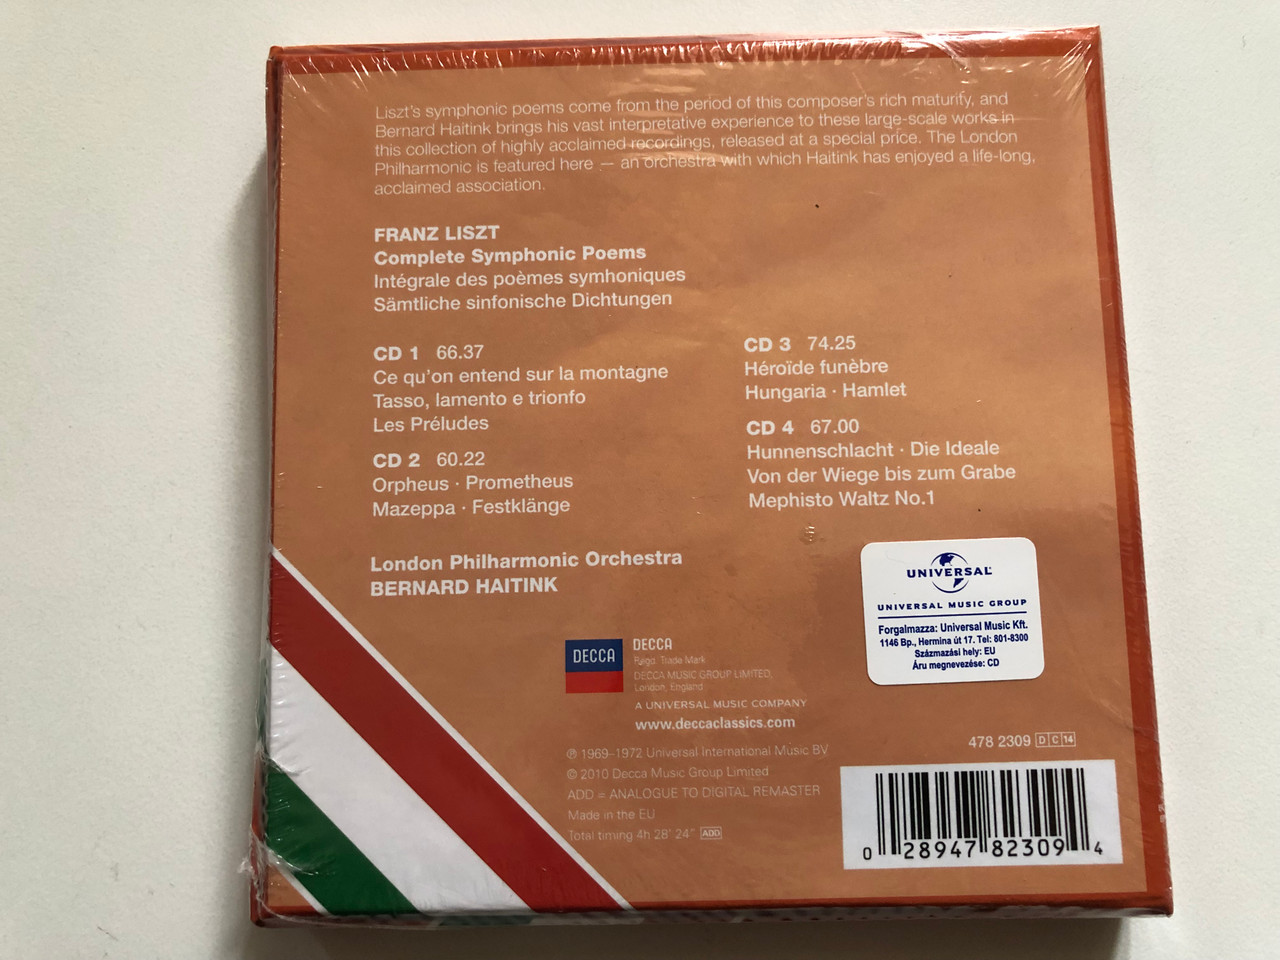 Liszt's symphonic poems come from the period of this composer's rich maturity, and
Bernard Haitink brings his vast interpretative experience to these large-scale works in
this collection of highly acclaimed recordings, released at a special price. The London
Philharmonic is featured here — an orchestra with which Haitink has enjoyed a life-long,
acclaimed association.
FRANZ LISZT
Complete Symphonic Poems
Intégrale des poèmes symhoniques
Sämtliche sinfonische Dichtungen
CD 1 66.37
Ce qu'on entend sur la montagne
Tasso, lamento e trionfo
Les Préludes
CD 2 60.22
Orpheus · Prometheus
Mazeppa · Festklänge
CD 3 74.25
Héroïde funèbre
Hungaria · Hamlet
CD 4 67.00
Hunnenschlacht · Die Ideale
Von der Wiege bis zum Grabe
Mephisto Waltz No.1
London Philharmonic Orchestra
BERNARD HAITINK
UNIVERSAL
UNIVERSAL MUSIC GROUP
Forgalmazza: Universal Music Kft.
1146 Bp., Hermina út 17. Tel: 801-8300
Származási hely: EU
Áru megnevezése: CD
DECCA
DECCA
Regd. Trade Mark
DECCA MUSIC GROUP LIMITED,
London, England
A UNIVERSAL MUSIC COMPANY
www.deccaclassics.com
℗ 1969–1972 Universal International Music BV
© 2010 Decca Music Group Limited
ADD = ANALOGUE TO DIGITAL REMASTER
Made in the EU
Total timing 4h 28' 24" ADD
478 2309 D C 14
0 28947 82309 4